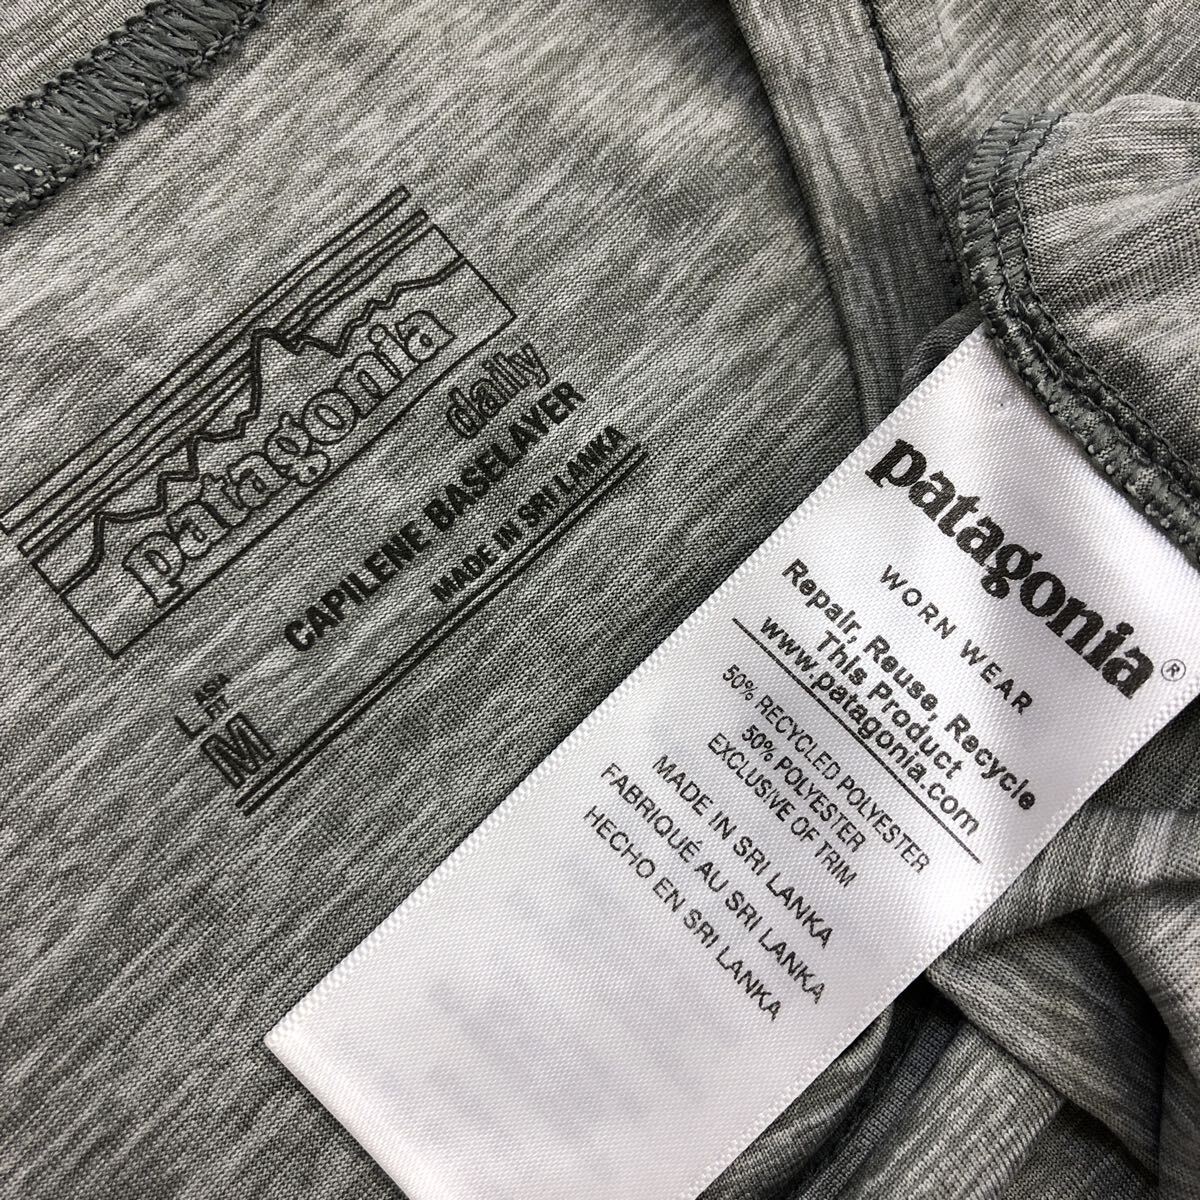 patagonia
daily
CAPILENE BASELAYER
MADE IN SRI LANKA
ASIA
L
M
patagonia®
WORN WEAR
Repair, Reuse, Recycle
This Product
www.patagonia.com
50% RECYCLED POLYESTER
50% POLYESTER
EXCLUSIVE OF TRIM
MADE IN SRI LANKA
FABRIQUÉ AU SRI LANKA
HECHO EN SRI LANKA